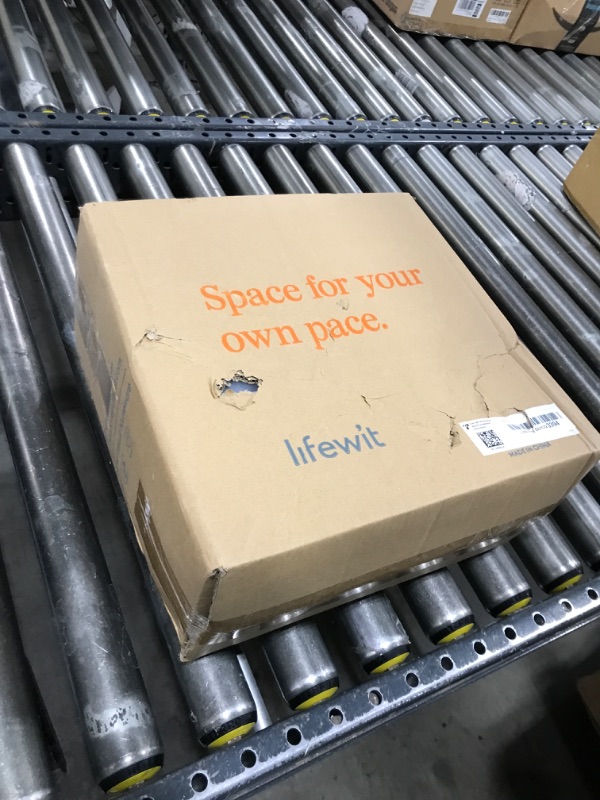 Space for your
own pace.
lifewit
MADE IN CHINA